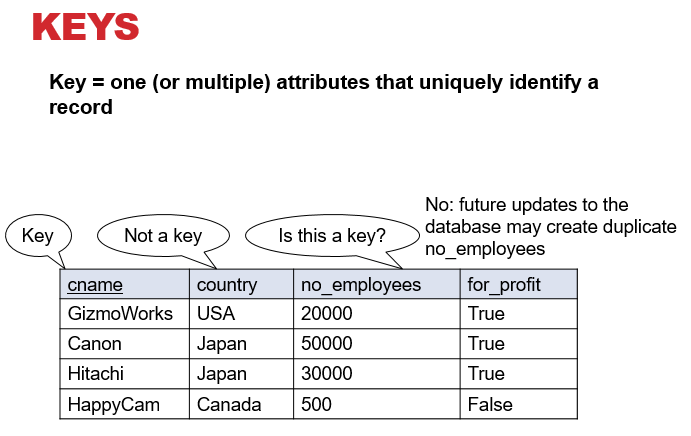 KEYS
Key = one (or multiple) attributes that uniquely identify a
record
No: future updates to the
database may create duplicate
no_employees
Key
Not a key
Is this a key?
cname country no_employees for_profit
GizmoWorks USA 20000 True
Canon Japan 50000 True
Hitachi Japan 30000 True
HappyCam Canada 500 False